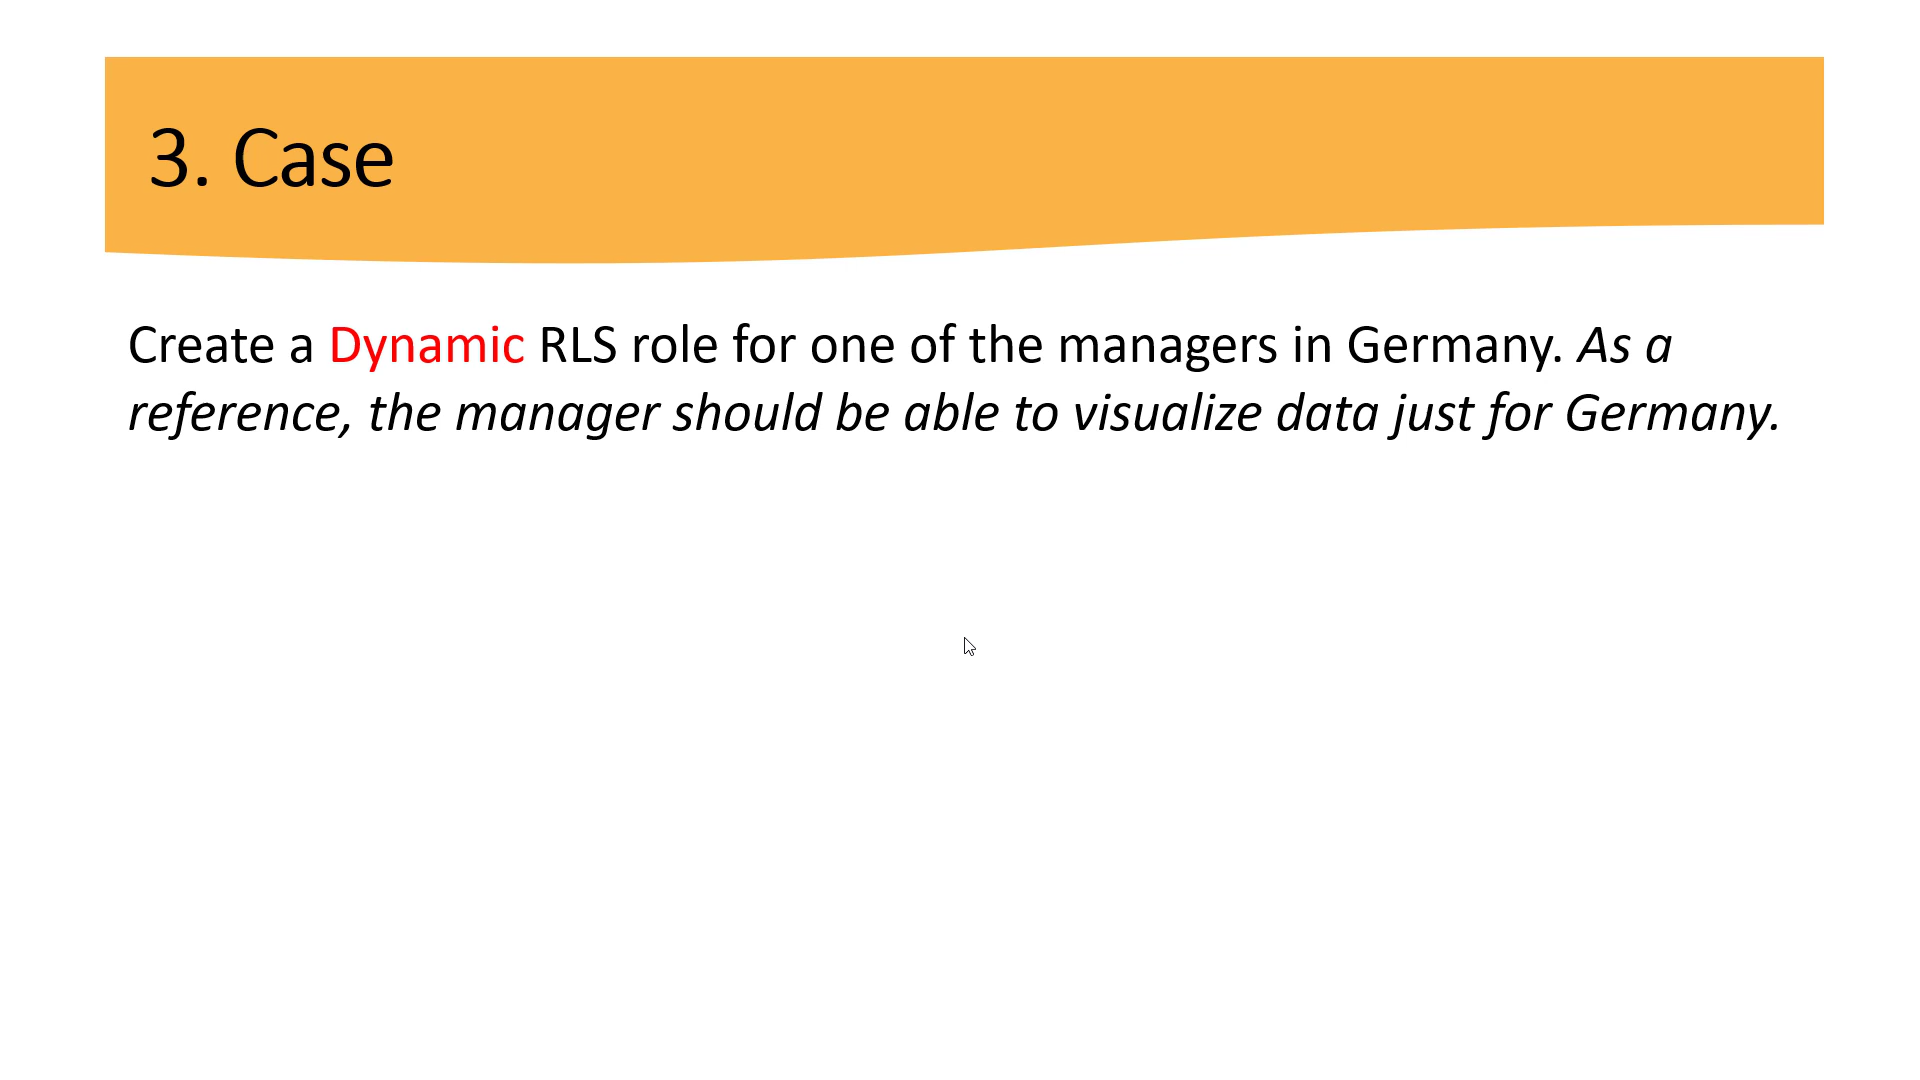 3. Case
Create a Dynamic RLS role for one of the managers in Germany. As a
reference, the manager should be able to visualize data just for Germany.